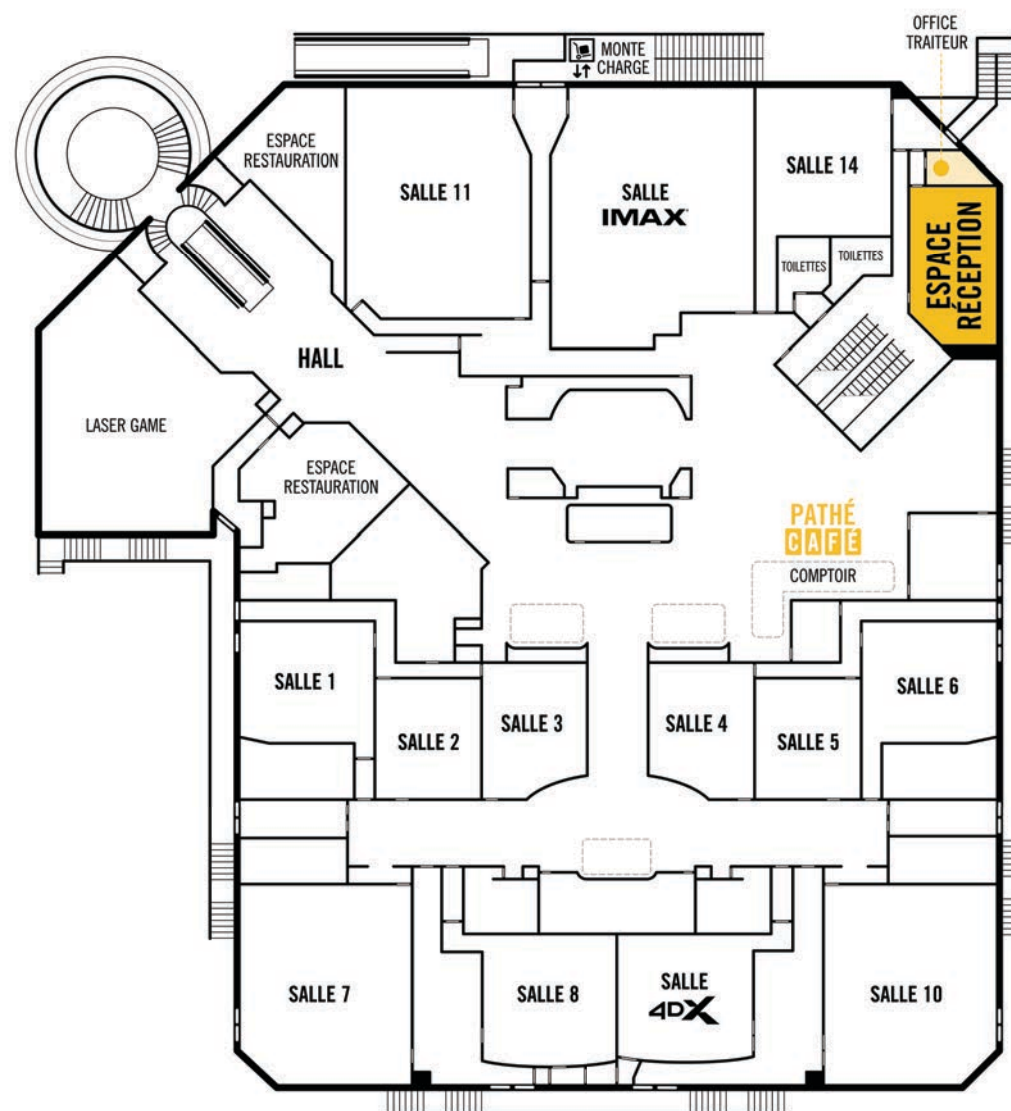 OFFICE
TRAITEUR
MONTE
CHARGE
ESPACE
RESTAURATION
SALLE 11
SALLE
IMAX
SALLE 14
TOILETTES
TOILETTES
ESPACE
RÉCEPTION
HALL
LASER GAME
ESPACE
RESTAURATION
PATHÉ
CAFÉ
COMPTOIR
SALLE 1
SALLE 2
SALLE 3
SALLE 4
SALLE 5
SALLE 6
SALLE 7
SALLE 8
SALLE
4DX
SALLE 10